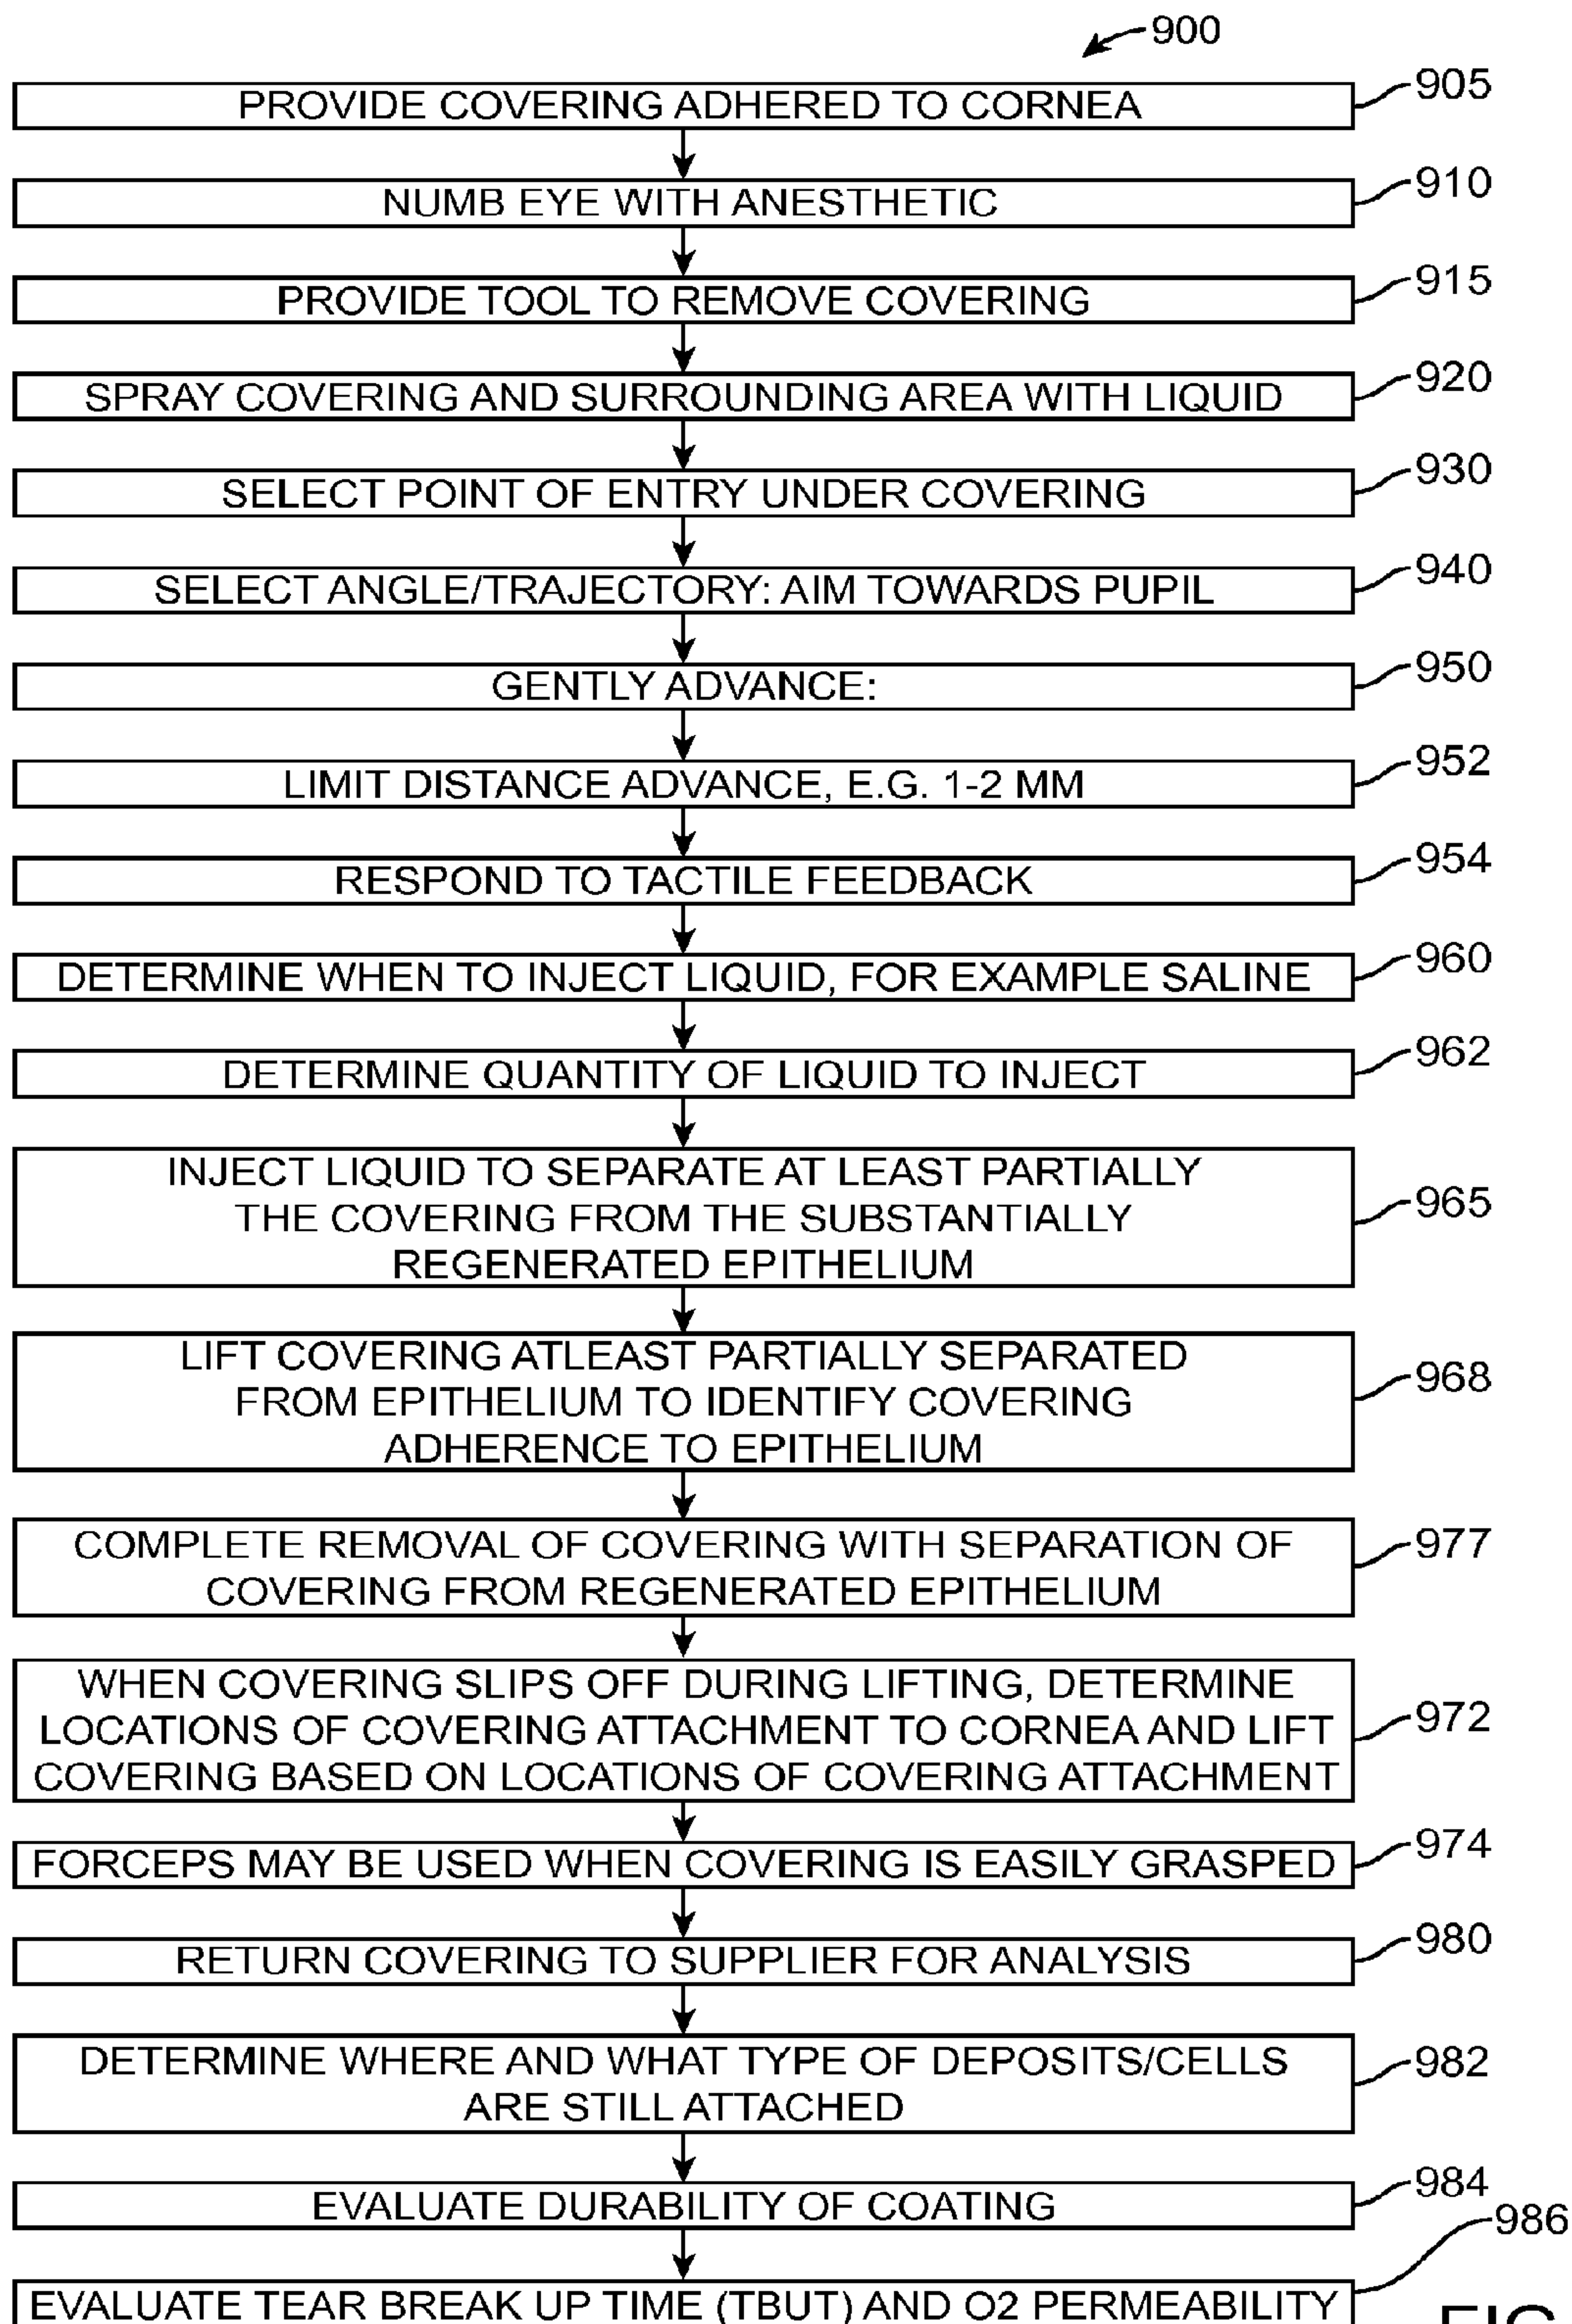 900
PROVIDE COVERING ADHERED TO CORNEA
905
NUMB EYE WITH ANESTHETIC
910
PROVIDE TOOL TO REMOVE COVERING
915
SPRAY COVERING AND SURROUNDING AREA WITH LIQUID
920
SELECT POINT OF ENTRY UNDER COVERING
930
SELECT ANGLE/TRAJECTORY: AIM TOWARDS PUPIL
940
GENTLY ADVANCE:
950
LIMIT DISTANCE ADVANCE, E.G. 1-2 MM
952
RESPOND TO TACTILE FEEDBACK
954
DETERMINE WHEN TO INJECT LIQUID, FOR EXAMPLE SALINE
960
DETERMINE QUANTITY OF LIQUID TO INJECT
962
INJECT LIQUID TO SEPARATE AT LEAST PARTIALLY
THE COVERING FROM THE SUBSTANTIALLY
REGENERATED EPITHELIUM
965
LIFT COVERING ATLEAST PARTIALLY SEPARATED
FROM EPITHELIUM TO IDENTIFY COVERING
ADHERENCE TO EPITHELIUM
968
COMPLETE REMOVAL OF COVERING WITH SEPARATION OF
COVERING FROM REGENERATED EPITHELIUM
977
WHEN COVERING SLIPS OFF DURING LIFTING, DETERMINE
LOCATIONS OF COVERING ATTACHMENT TO CORNEA AND LIFT
COVERING BASED ON LOCATIONS OF COVERING ATTACHMENT
972
FORCEPS MAY BE USED WHEN COVERING IS EASILY GRASPED
974
RETURN COVERING TO SUPPLIER FOR ANALYSIS
980
DETERMINE WHERE AND WHAT TYPE OF DEPOSITS/CELLS
ARE STILL ATTACHED
982
EVALUATE DURABILITY OF COATING
984
986
EVALUATE TEAR BREAK UP TIME (TBUT) AND O2 PERMEABILITY
FIG